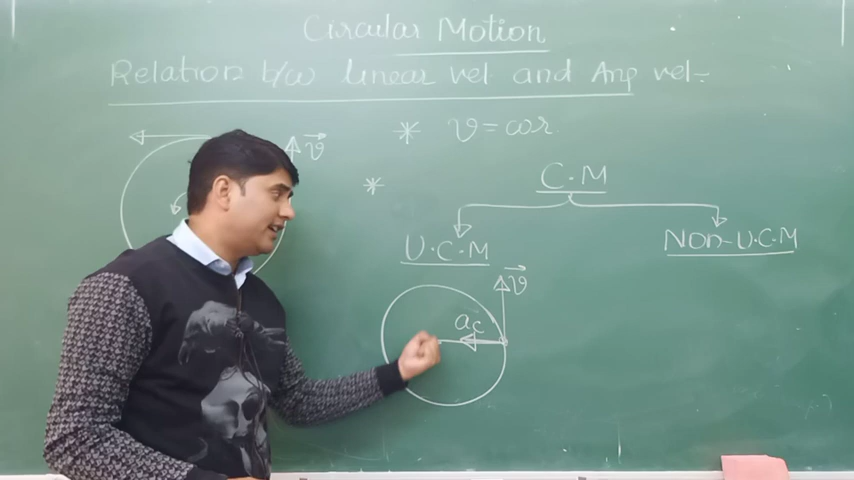 Circular Motion
Relation b/w linear vel and Ang vel:-
* v = ωr
v
*
C.M
U.C.M
Non-U.C.M
v
ac